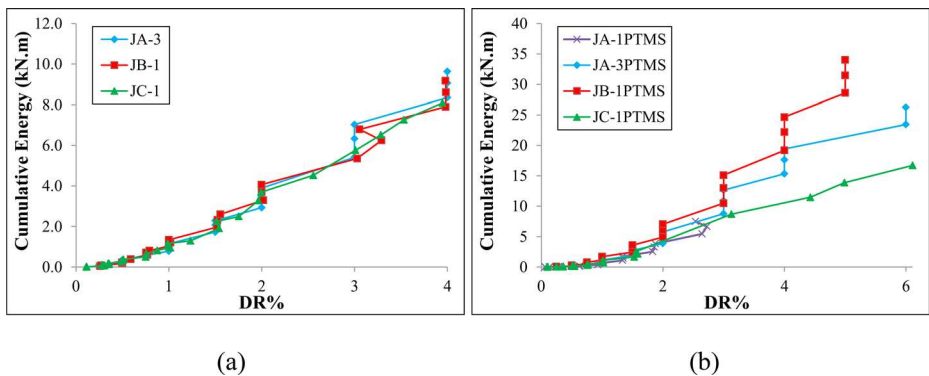 12.0
10.0
8.0
6.0
4.0
2.0
0.0
Cumulative Energy (kN.m)
JA-3
JB-1
JC-1
0 1 2 3 4
DR%
(a)
40
35
30
25
20
15
10
5
0
Cumulative Energy (kN.m)
JA-1PTMS
JA-3PTMS
JB-1PTMS
JC-1PTMS
0 2 4 6
DR%
(b)